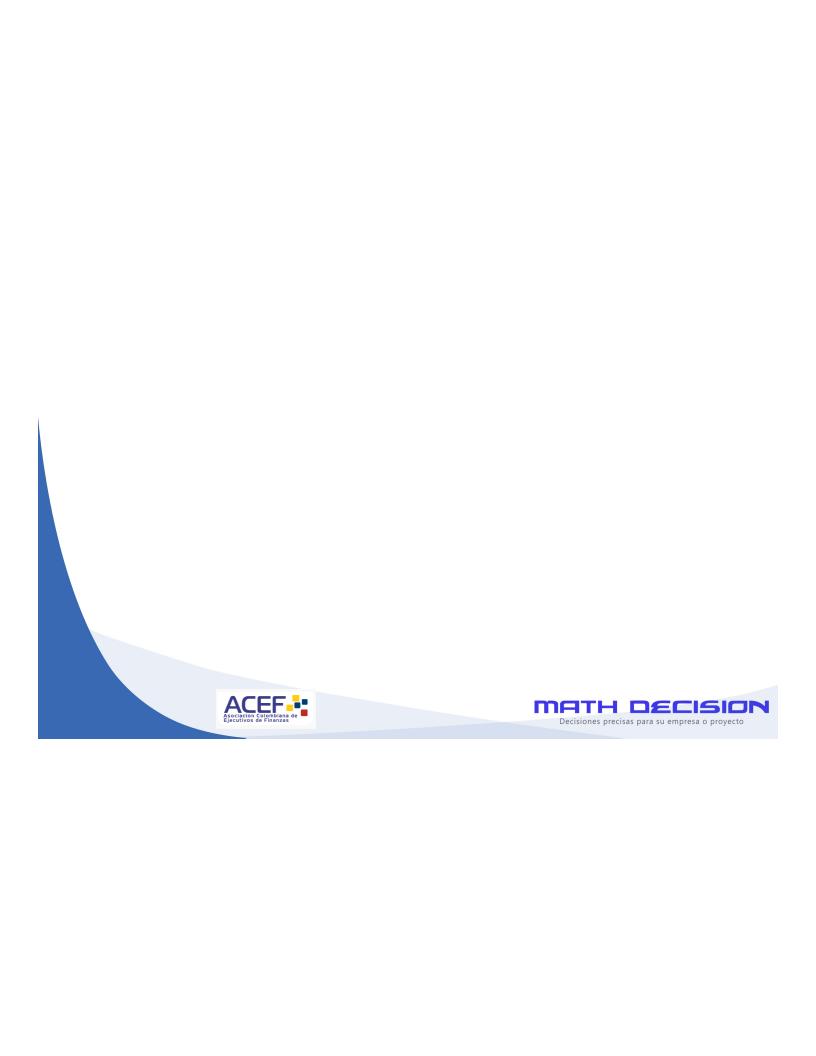 ACEF
Asociación Colombiana de
Ejecutivos de Finanzas
MATH DECISION
Decisiones precisas para su empresa o proyecto